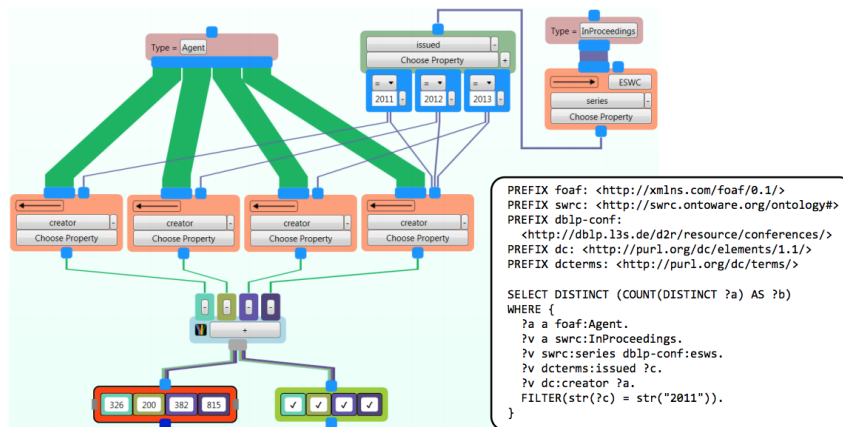 Type = Agent
issued -
Choose Property +
= = =
2011 - 2012 - 2013 -
Type = InProceedings
ESWC
series -
Choose Property
creator - creator - creator - creator -
Choose Property Choose Property Choose Property Choose Property
- - - -
+
326 200 382 815
✓ ✓ ✓ ✓
PREFIX foaf: <http://xmlns.com/foaf/0.1/>
PREFIX swrc: <http://swrc.ontoware.org/ontology#>
PREFIX dblp-conf:
<http://dblp.l3s.de/d2r/resource/conferences/>
PREFIX dc: <http://purl.org/dc/elements/1.1/>
PREFIX dcterms: <http://purl.org/dc/terms/>
SELECT DISTINCT (COUNT(DISTINCT ?a) AS ?b)
WHERE {
?a a foaf:Agent.
?v a swrc:InProceedings.
?v swrc:series dblp-conf:esws.
?v dcterms:issued ?c.
?v dc:creator ?a.
FILTER(str(?c) = str("2011")).
}